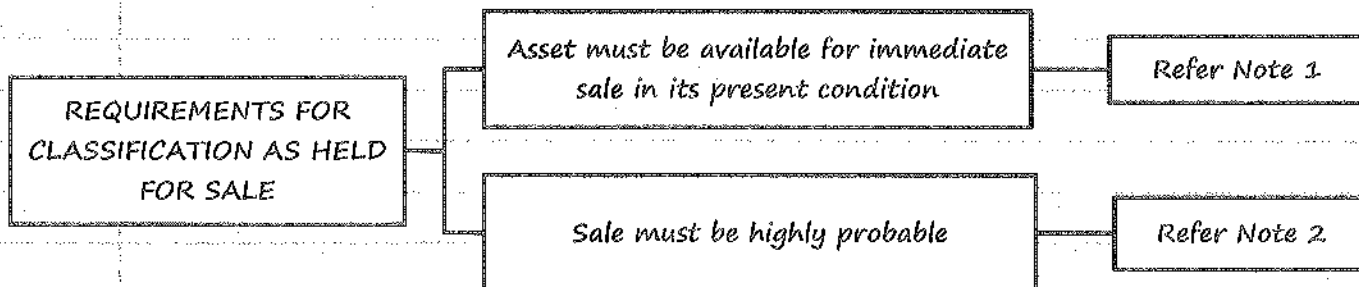 Asset must be available for immediate
sale in its present condition
Refer Note 1
REQUIREMENTS FOR
CLASSIFICATION AS HELD
FOR SALE
Sale must be highly probable
Refer Note 2